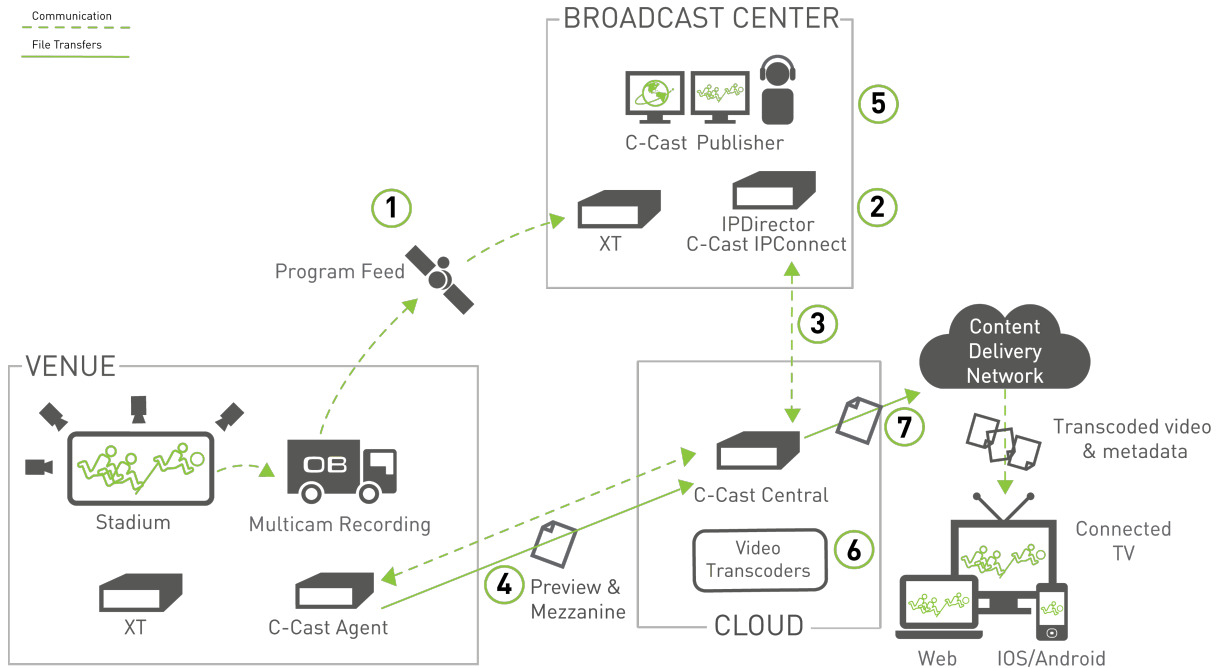 Communication
File Transfers
BROADCAST CENTER
C-Cast Publisher
5
1
2
XT
IPDirector
C-Cast IPConnect
Program Feed
3
Content
Delivery
Network
VENUE
7
Transcoded video
& metadata
OB
Stadium
Multicam Recording
C-Cast Central
Connected
TV
Video
Transcoders
6
4
Preview &
Mezzanine
XT
C-Cast Agent
CLOUD
Web
IOS/Android